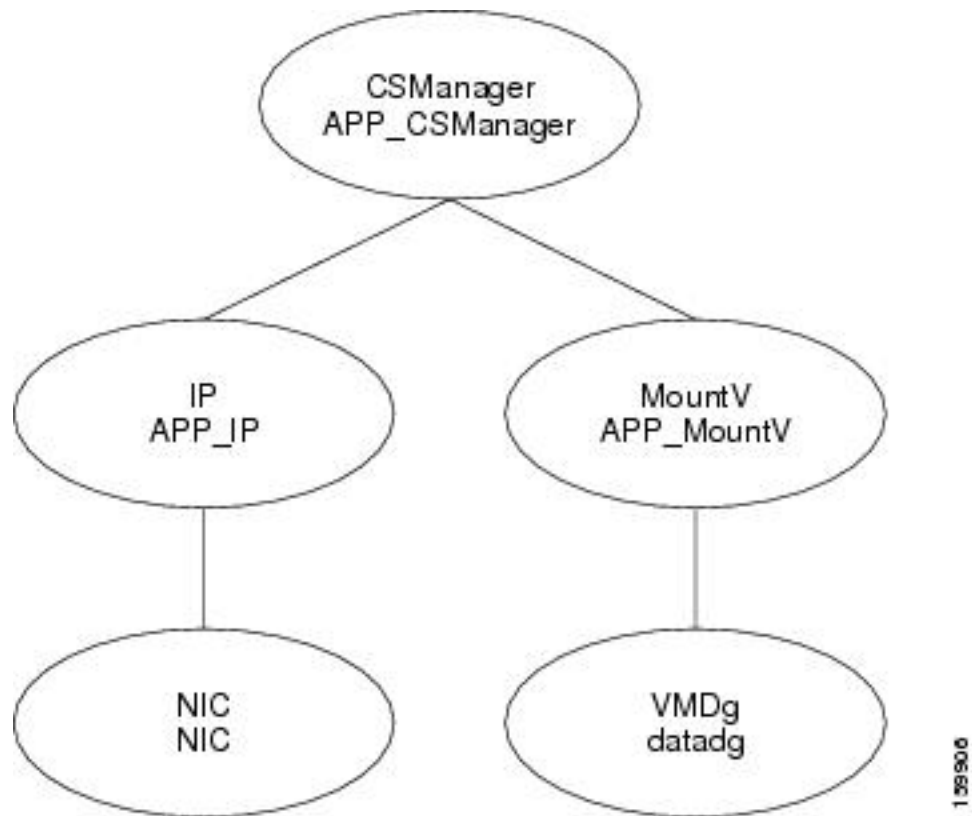 CSManager
APP_CSManager
IP
APP_IP
MountV
APP_MountV
NIC
NIC
VMDg
datadg
159906